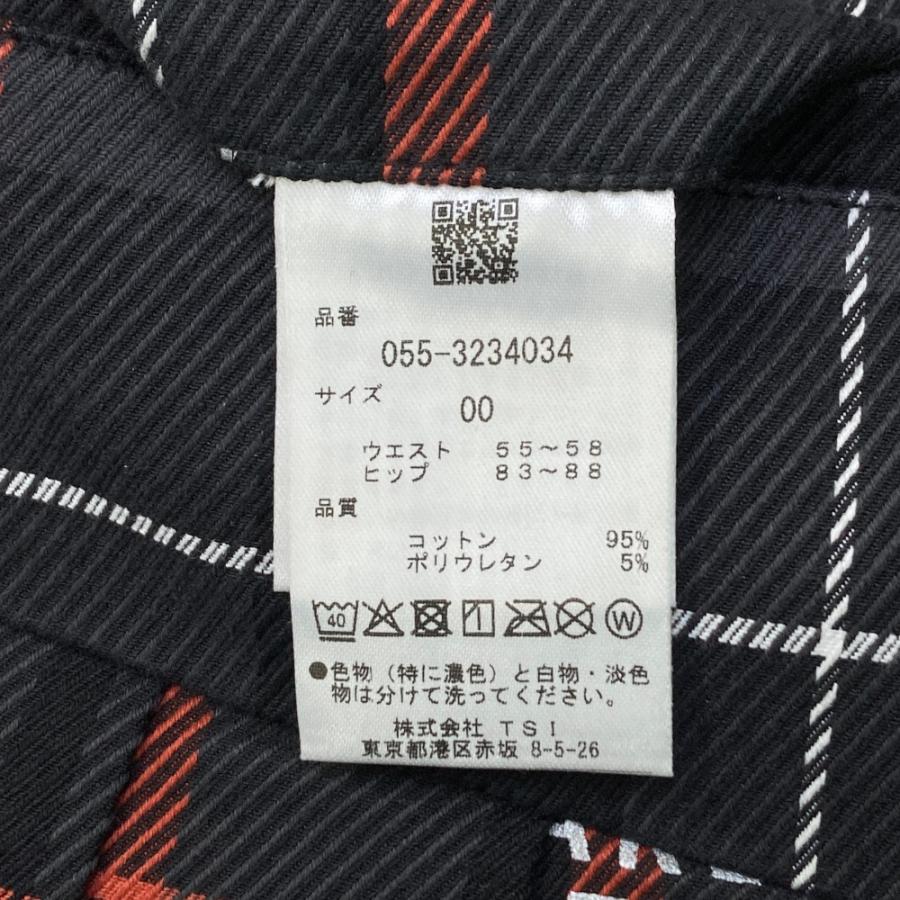 品番
055-3234034
サイズ
00
ウエスト 55～58
ヒップ 83～88
品質
コットン 95%
ポリウレタン 5%
40 W
●色物（特に濃色）と白物・淡色
物は分けて洗ってください。
株式会社 TSI
東京都港区赤坂 8-5-26